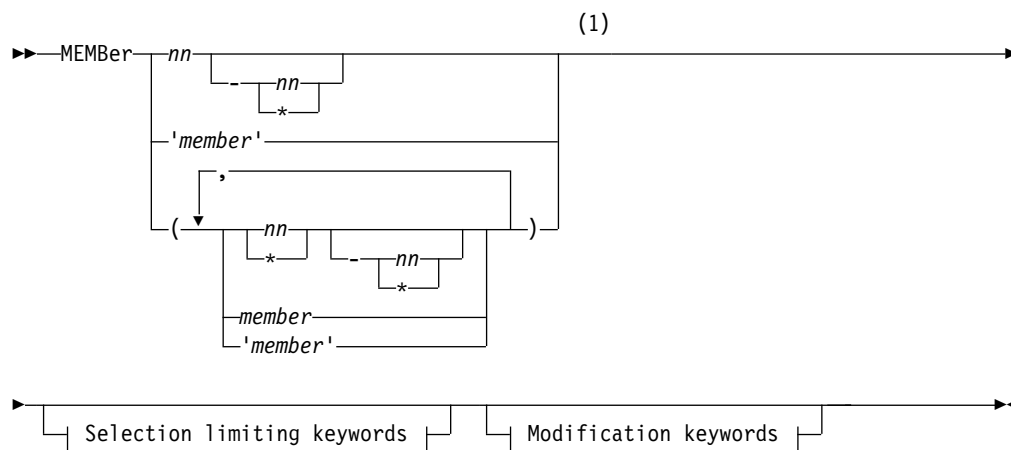 (1)
MEMBer nn
- nn
*
'member'
,
( nn )
* - nn
*
member
'member'
Selection limiting keywords Modification keywords